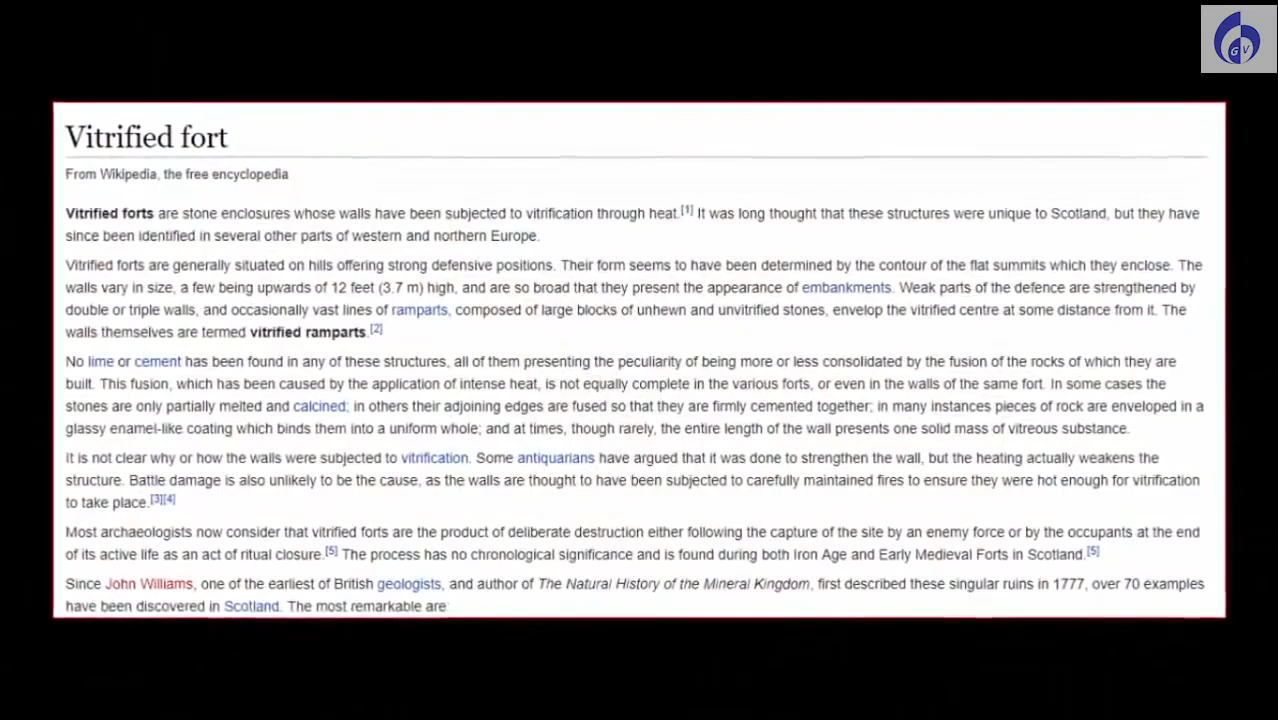 GV
Vitrified fort
From Wikipedia, the free encyclopedia
Vitrified forts are stone enclosures whose walls have been subjected to vitrification through heat.[1] It was long thought that these structures were unique to Scotland, but they have
since been identified in several other parts of western and northern Europe.
Vitrified forts are generally situated on hills offering strong defensive positions. Their form seems to have been determined by the contour of the flat summits which they enclose. The
walls vary in size, a few being upwards of 12 feet (3.7 m) high, and are so broad that they present the appearance of embankments. Weak parts of the defence are strengthened by
double or triple walls, and occasionally vast lines of ramparts, composed of large blocks of unhewn and unvitrified stones, envelop the vitrified centre at some distance from it. The
walls themselves are termed vitrified ramparts.[2]
No lime or cement has been found in any of these structures, all of them presenting the peculiarity of being more or less consolidated by the fusion of the rocks of which they are
built. This fusion, which has been caused by the application of intense heat, is not equally complete in the various forts, or even in the walls of the same fort. In some cases the
stones are only partially melted and calcined; in others their adjoining edges are fused so that they are firmly cemented together; in many instances pieces of rock are enveloped in a
glassy enamel-like coating which binds them into a uniform whole; and at times, though rarely, the entire length of the wall presents one solid mass of vitreous substance.
It is not clear why or how the walls were subjected to vitrification. Some antiquarians have argued that it was done to strengthen the wall, but the heating actually weakens the
structure. Battle damage is also unlikely to be the cause, as the walls are thought to have been subjected to carefully maintained fires to ensure they were hot enough for vitrification
to take place.[3][4]
Most archaeologists now consider that vitrified forts are the product of deliberate destruction either following the capture of the site by an enemy force or by the occupants at the end
of its active life as an act of ritual closure.[5] The process has no chronological significance and is found during both Iron Age and Early Medieval Forts in Scotland.[5]
Since John Williams, one of the earliest of British geologists, and author of The Natural History of the Mineral Kingdom, first described these singular ruins in 1777, over 70 examples
have been discovered in Scotland. The most remarkable are